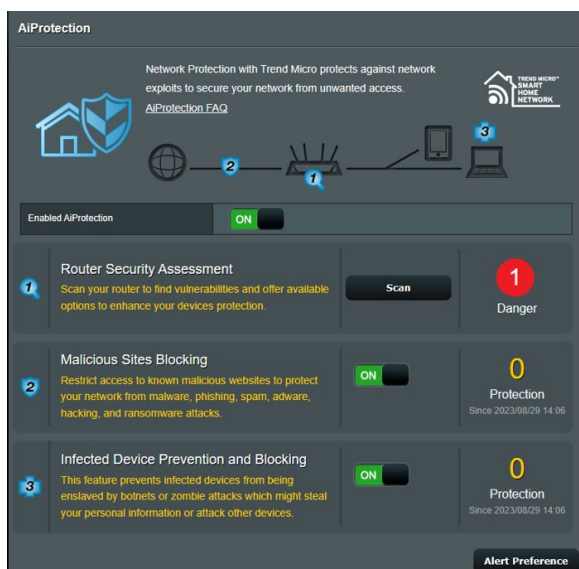 AiProtection
Network Protection with Trend Micro protects against network
exploits to secure your network from unwanted access.
AiProtection FAQ
TREND MICRO™
SMART
HOME
NETWORK
3
2
1
Enabled AiProtection
ON
1
Router Security Assessment
Scan your router to find vulnerabilities and offer available
options to enhance your devices protection.
Scan
1
Danger
2
Malicious Sites Blocking
Restrict access to known malicious websites to protect
your network from malware, phishing, spam, adware,
hacking, and ransomware attacks.
ON
0
Protection
Since 2023/08/29 14:06
3
Infected Device Prevention and Blocking
This feature prevents infected devices from being
enslaved by botnets or zombie attacks which might steal
your personal information or attack other devices.
ON
0
Protection
Since 2023/08/29 14:06
Alert Preference